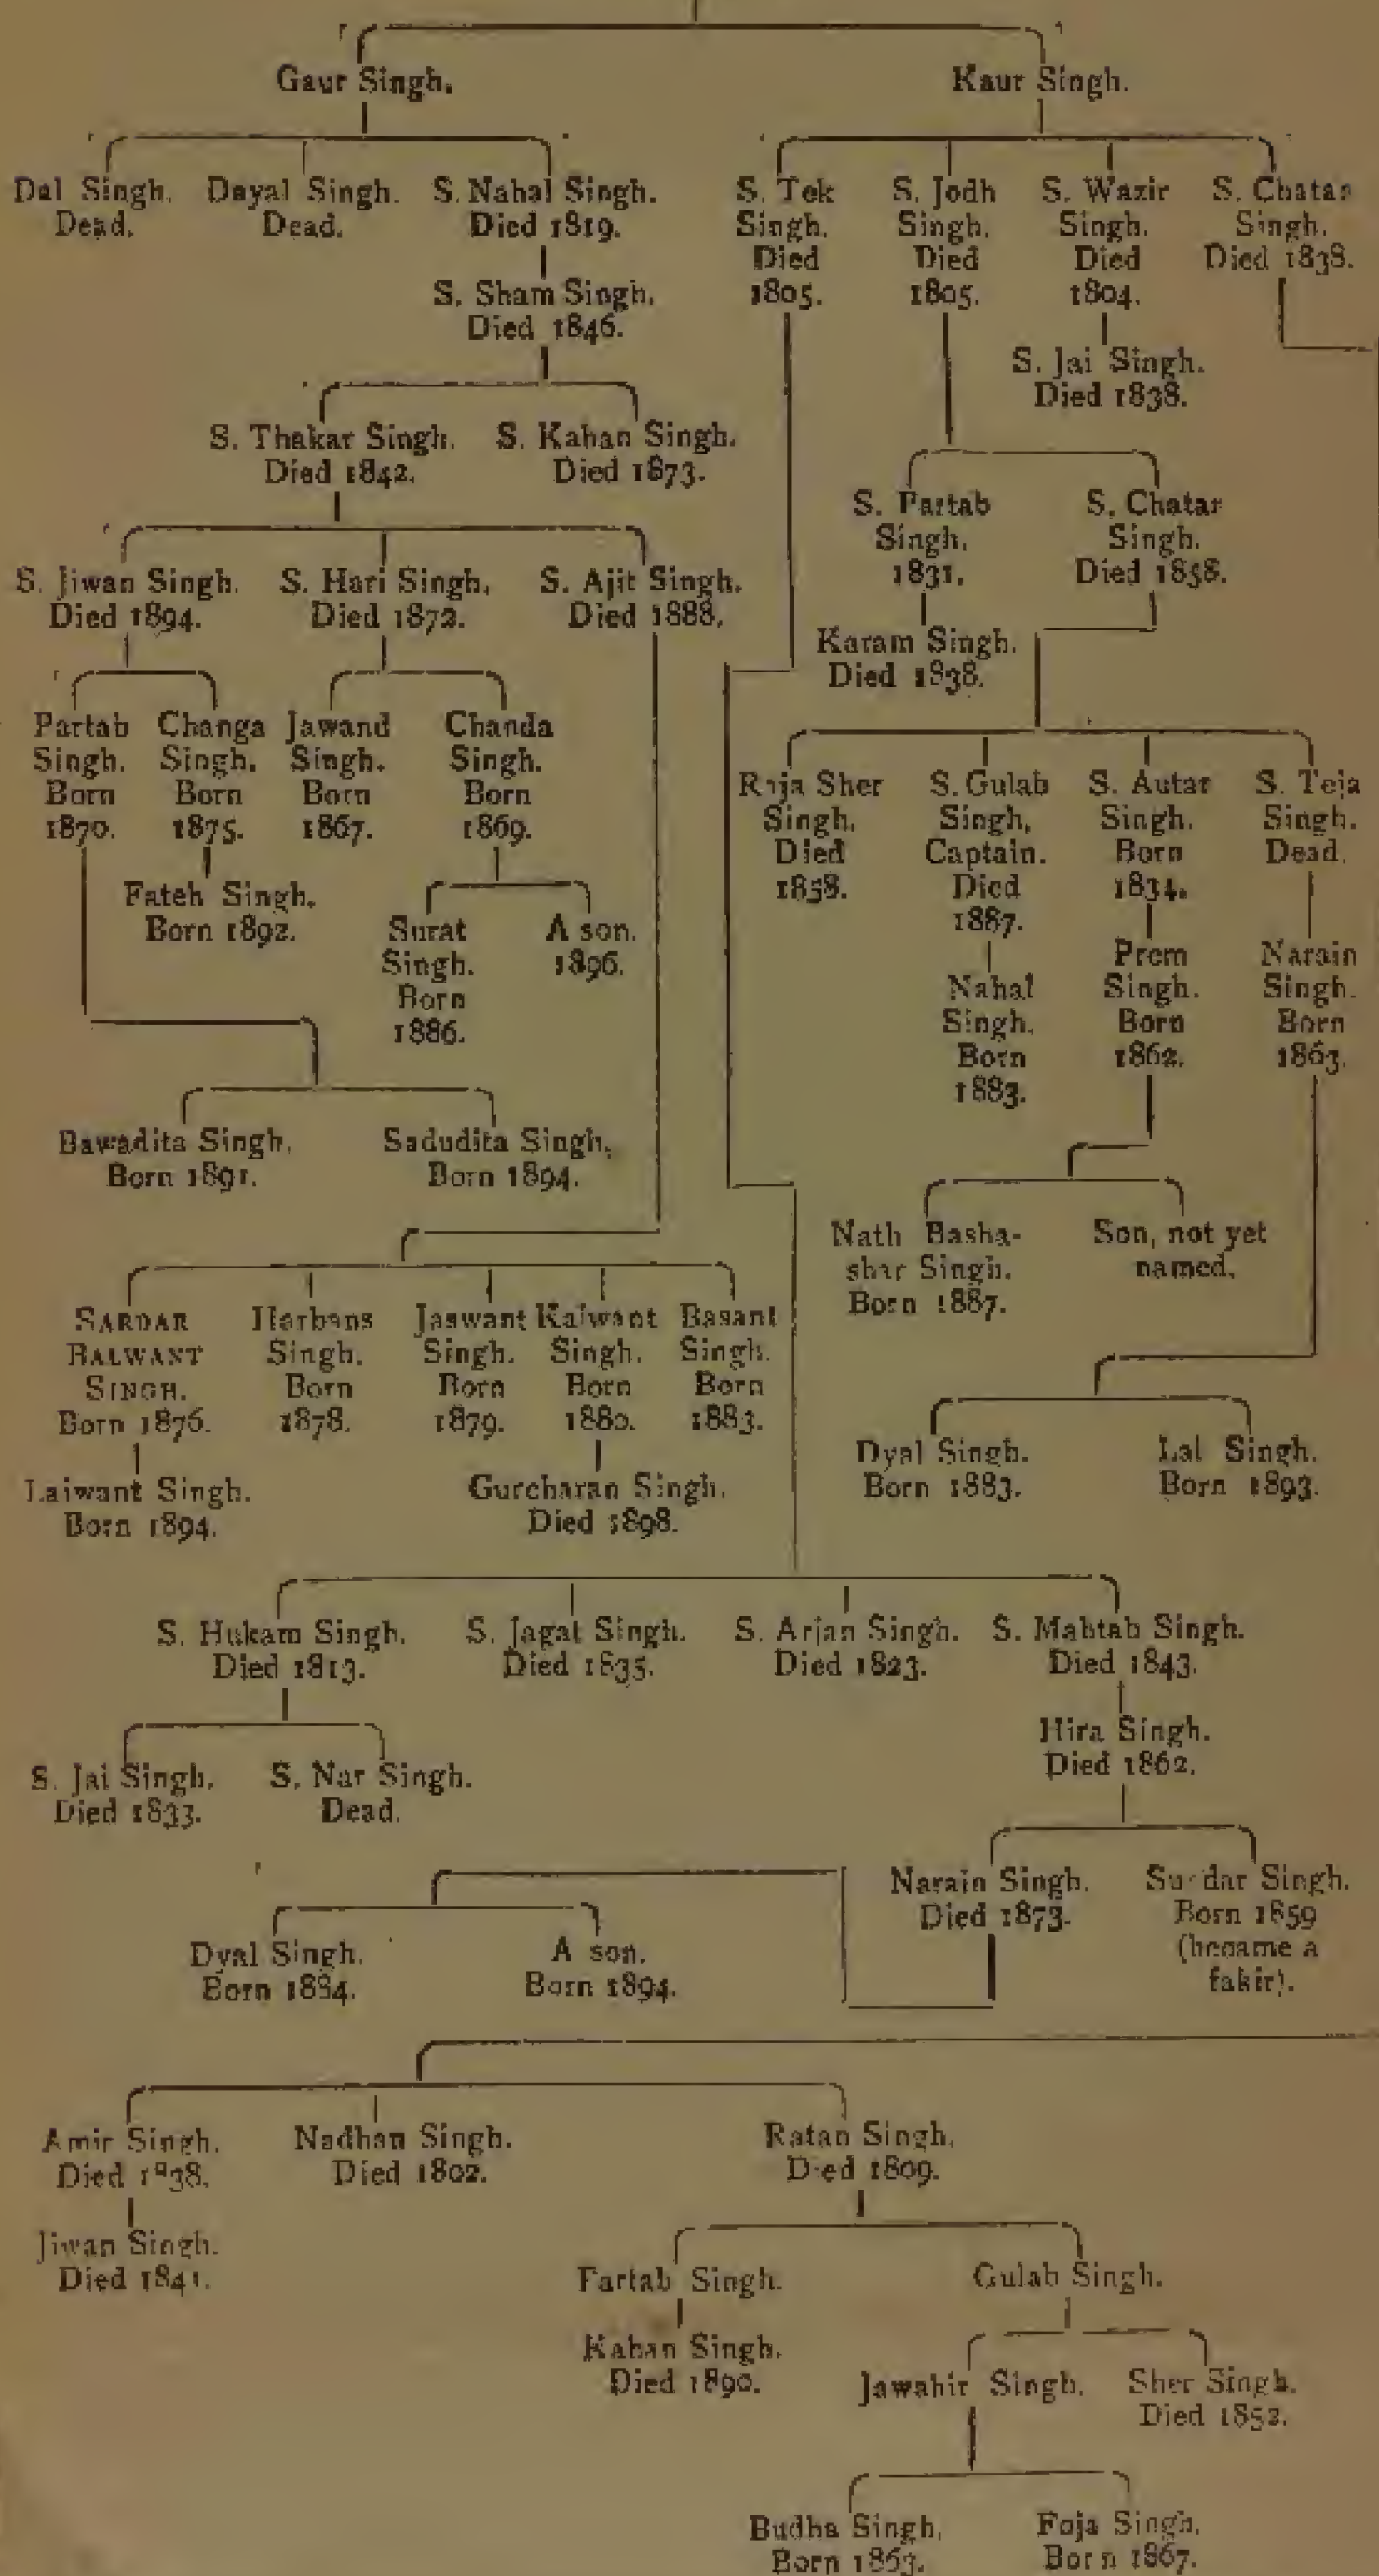 Gaur Singh.
Kaur Singh.
Dal Singh.
Dead.
Dayal Singh.
Dead.
S. Nahal Singh.
Died 1819.
S. Sham Singh.
Died 1846.
S. Tek
Singh.
Died
1805.
S. Jodh
Singh.
Died
1805.
S. Wazir
Singh.
Died
1804.
S. Chatar
Singh.
Died 1838.
S. Jai Singh.
Died 1838.
S. Thakar Singh.
Died 1842.
S. Kahan Singh.
Died 1873.
S. Partab
Singh.
1831.
S. Chatar
Singh.
Died 1858.
S. Jiwan Singh.
Died 1894.
S. Hari Singh.
Died 1872.
S. Ajit Singh.
Died 1888.
Karam Singh.
Died 1838.
Partab
Singh.
Born
1870.
Changa
Singh.
Born
1875.
Jawand
Singh.
Born
1867.
Chanda
Singh.
Born
1869.
Raja Sher
Singh.
Died
1858.
S. Gulab
Singh,
Captain.
Died
1887.
S. Autar
Singh.
Born
1834.
S. Teja
Singh.
Dead.
Fateh Singh.
Born 1892.
Surat
Singh.
Born
1886.
A son.
1896.
Nahal
Singh.
Born
1883.
Prem
Singh.
Born
1862.
Narain
Singh.
Born
1863.
Bawadita Singh.
Born 1891.
Sadudita Singh.
Born 1894.
Nath Basha-
shar Singh.
Born 1887.
Son, not yet
named.
SARDAR
BALWANT
SINGH.
Born 1876.
Harbans
Singh.
Born
1878.
Jaswant
Singh.
Born
1879.
Kalwant
Singh.
Born
1880.
Basant
Singh.
Born
1883.
Laiwant Singh.
Born 1894.
Gurcharan Singh.
Died 1898.
Dyal Singh.
Born 1883.
Lal Singh.
Born 1893.
S. Hukam Singh.
Died 1813.
S. Jagat Singh.
Died 1835.
S. Arjan Singh.
Died 1823.
S. Mahtab Singh.
Died 1843.
Hira Singh.
Died 1862.
S. Jai Singh.
Died 1833.
S. Nar Singh.
Dead.
Narain Singh.
Died 1873.
Sundar Singh.
Born 1859
(became a
fakir).
Dyal Singh.
Born 1884.
A son.
Born 1894.
Amir Singh.
Died 1838.
Nadhan Singh.
Died 1802.
Ratan Singh.
Died 1809.
Jiwan Singh.
Died 1841.
Partab Singh.
Gulab Singh.
Kahan Singh.
Died 1890.
Jawahir Singh.
Sher Singh.
Died 1852.
Budha Singh.
Born 1863.
Foja Singh.
Born 1867.